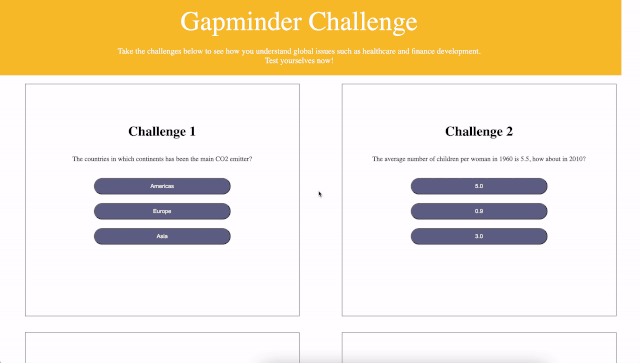 Gapminder Challenge
Take the challenges below to see how you understand global issues such as healthcare and finance development.
Test yourselves now!
Challenge 1
The countries in which continents has been the main CO2 emitter?
Americas
Europe
Asia
Challenge 2
The average number of children per woman in 1960 is 5.5, how about in 2010?
5.0
0.9
3.0